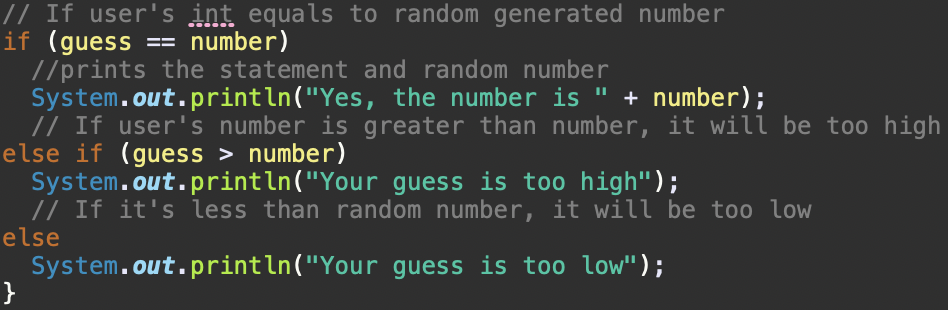 // If user's int equals to random generated number
if (guess == number)
  //prints the statement and random number
  System.out.println("Yes, the number is " + number);
  // If user's number is greater than number, it will be too high
else if (guess > number)
  System.out.println("Your guess is too high");
  // If it's less than random number, it will be too low
else
  System.out.println("Your guess is too low");
}